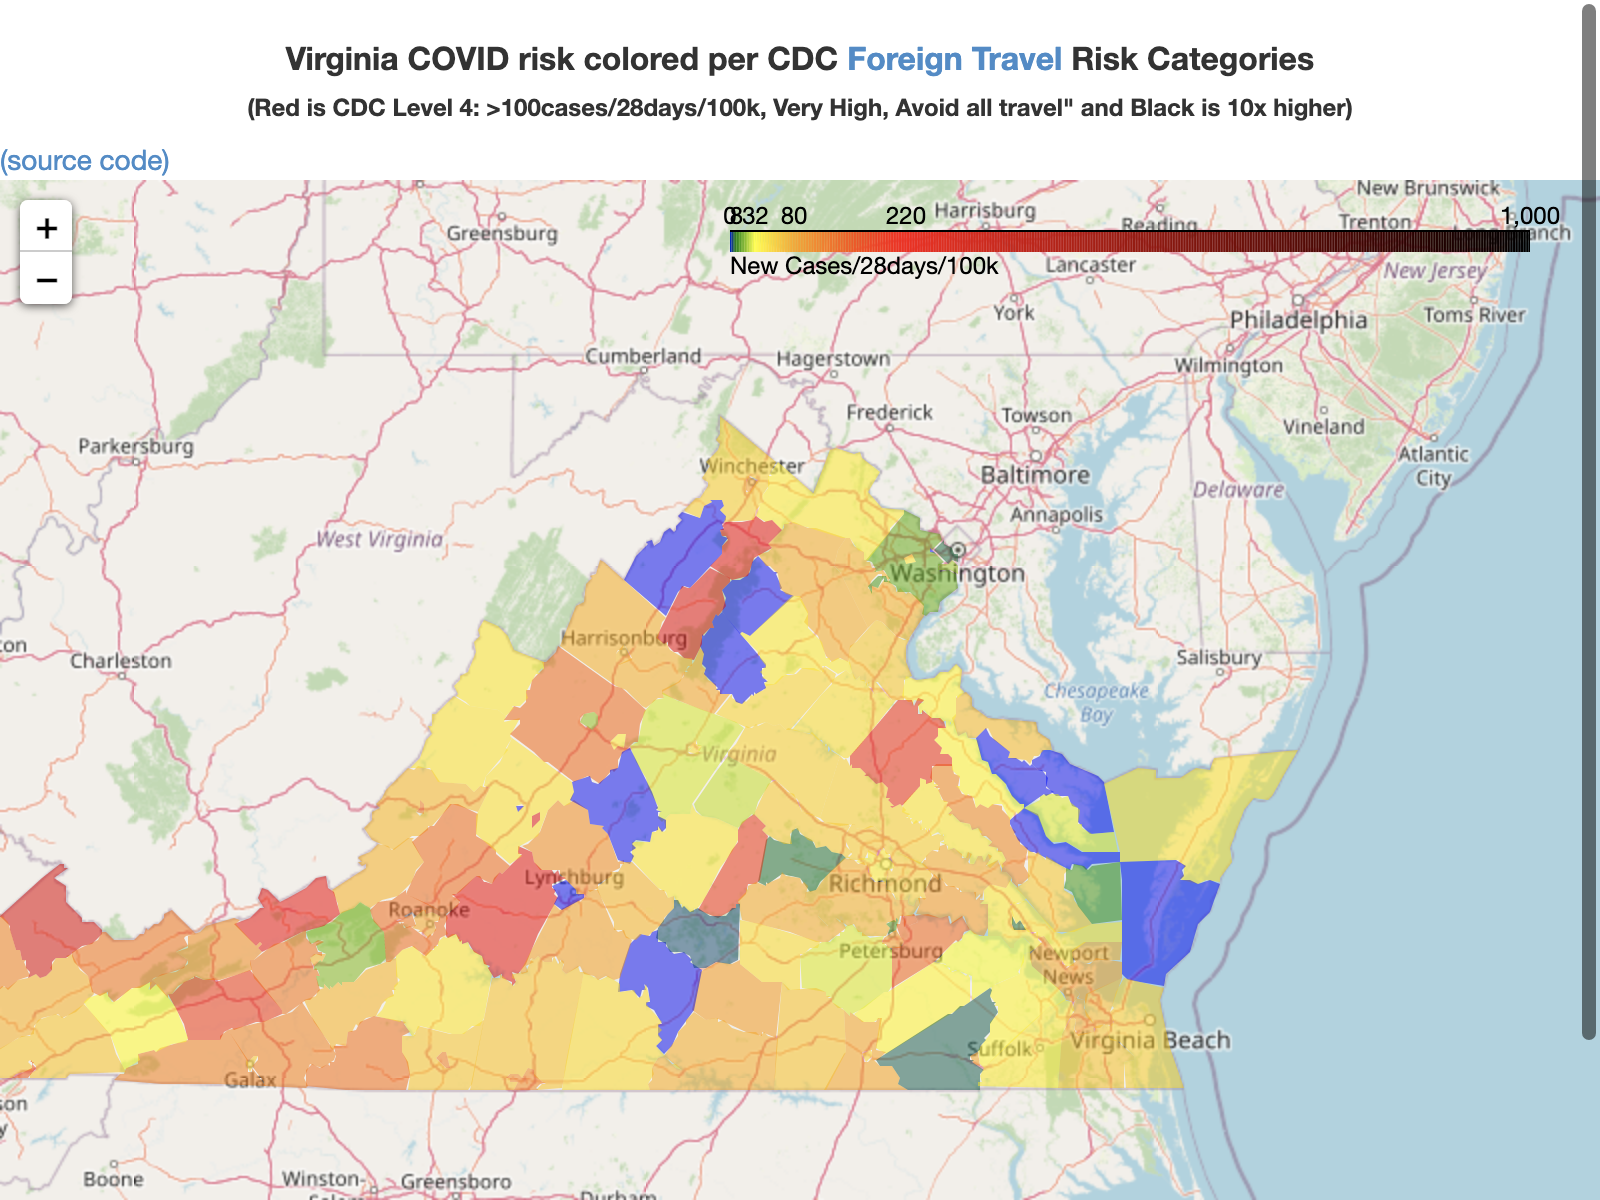 Virginia COVID risk colored per CDC Foreign Travel Risk Categories
(Red is CDC Level 4: >100cases/28days/100k, Very High, Avoid all travel" and Black is 10x higher)
(source code)
+
−
0 8 32 80 220 1,000
New Cases/28days/100k
New Brunswick
Harrisburg
Reading
Trenton
Long Branch
Greensburg
Lancaster
New Jersey
York
Philadelphia
Toms River
Cumberland
Hagerstown
Wilmington
Frederick
Towson
Vineland
Parkersburg
Winchester
Baltimore
Atlantic
City
Delaware
Annapolis
West Virginia
Washington
Harrisonburg
Charleston
Salisbury
Chesapeake
Bay
Virginia
Lynchburg
Richmond
Roanoke
Petersburg
Newport
News
Virginia Beach
Suffolk
Galax
Boone
Winston-
Salem
Greensboro
Durham